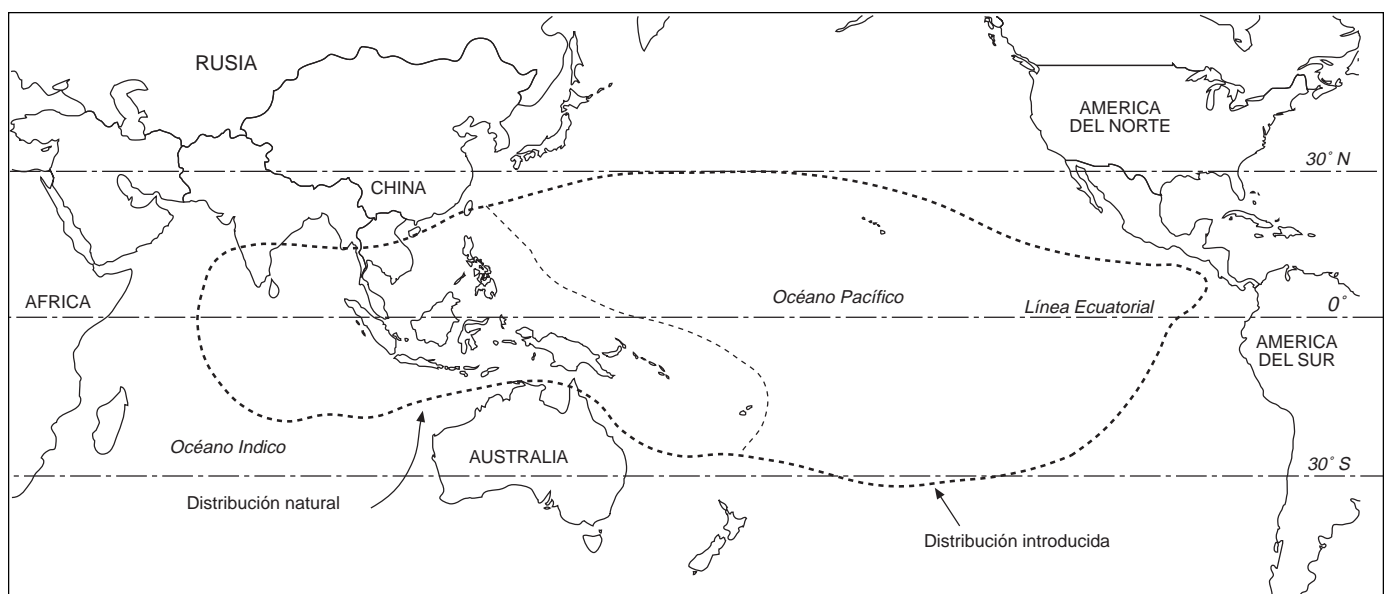 RUSIA
AMERICA
DEL NORTE
30˚ N
CHINA
AFRICA
Océano Pacífico
Línea Ecuatorial
0˚
AMERICA
DEL SUR
Océano Indico
AUSTRALIA
30˚ S
Distribución natural
Distribución introducida